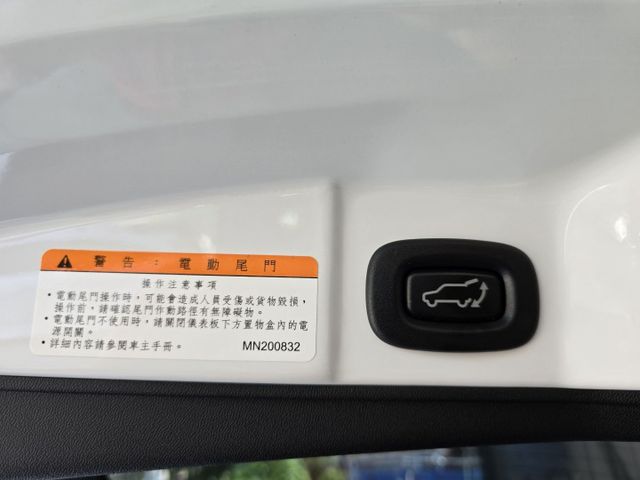 警告：電動尾門
操作注意事項
•電動尾門操作時，可能會造成人員受傷或貨物毀損，
操作前，請確認尾門作動路徑有無障礙物。
•電動尾門不使用時，請關閉儀表板下方置物盒內的電
源開關。
•詳細內容請參閱車主手冊。 MN200832